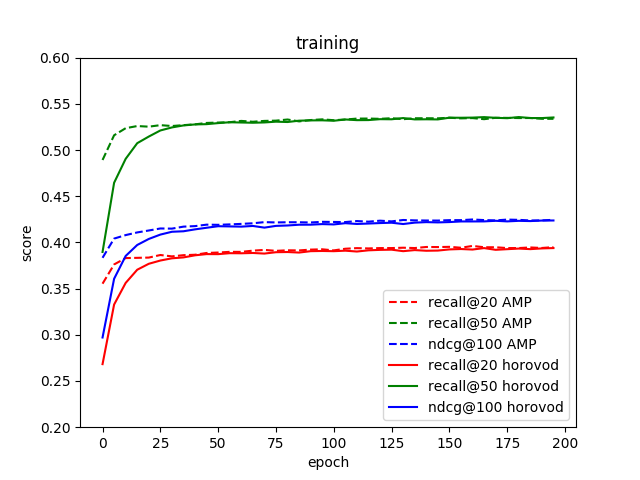 training
0.60
0.55
0.50
0.45
0.40
0.35
0.30
0.25
0.20
score
0
25
50
75
100
125
150
175
200
epoch
recall@20 AMP
recall@50 AMP
ndcg@100 AMP
recall@20 horovod
recall@50 horovod
ndcg@100 horovod